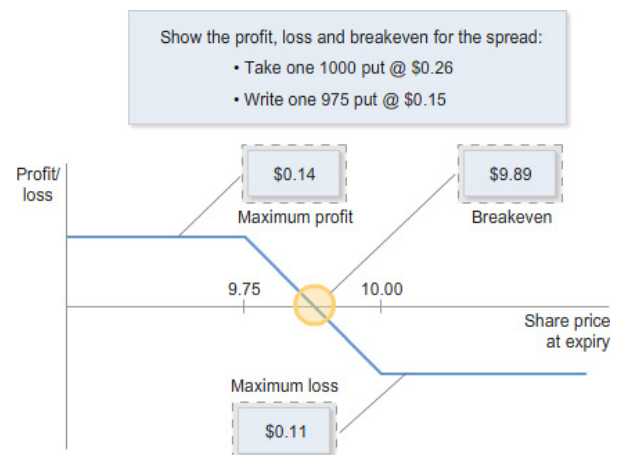 Show the profit, loss and breakeven for the spread:
• Take one 1000 put @ $0.26
• Write one 975 put @ $0.15
Profit/
loss
$0.14
Maximum profit
$9.89
Breakeven
9.75
10.00
Share price
at expiry
Maximum loss
$0.11